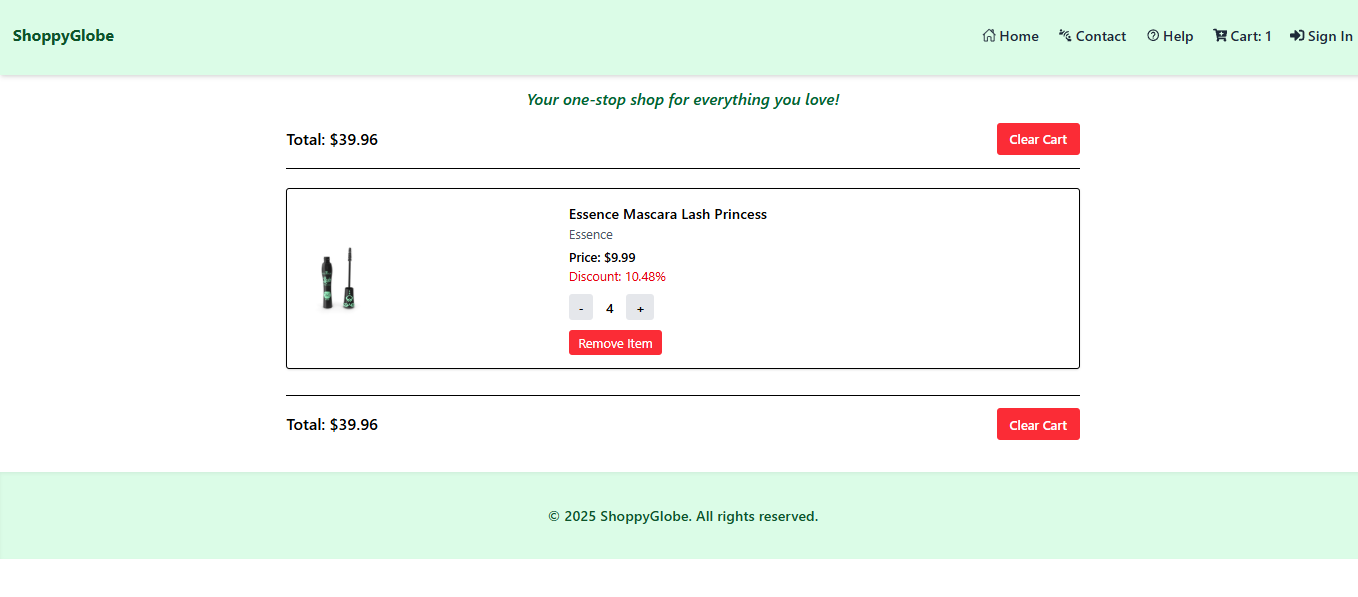 ShoppyGlobe
Home Contact Help Cart: 1 Sign In
Your one-stop shop for everything you love!
Total: $39.96 Clear Cart
Essence Mascara Lash Princess
Essence
Price: $9.99
Discount: 10.48%
- 4 +
Remove Item
Total: $39.96 Clear Cart
© 2025 ShoppyGlobe. All rights reserved.